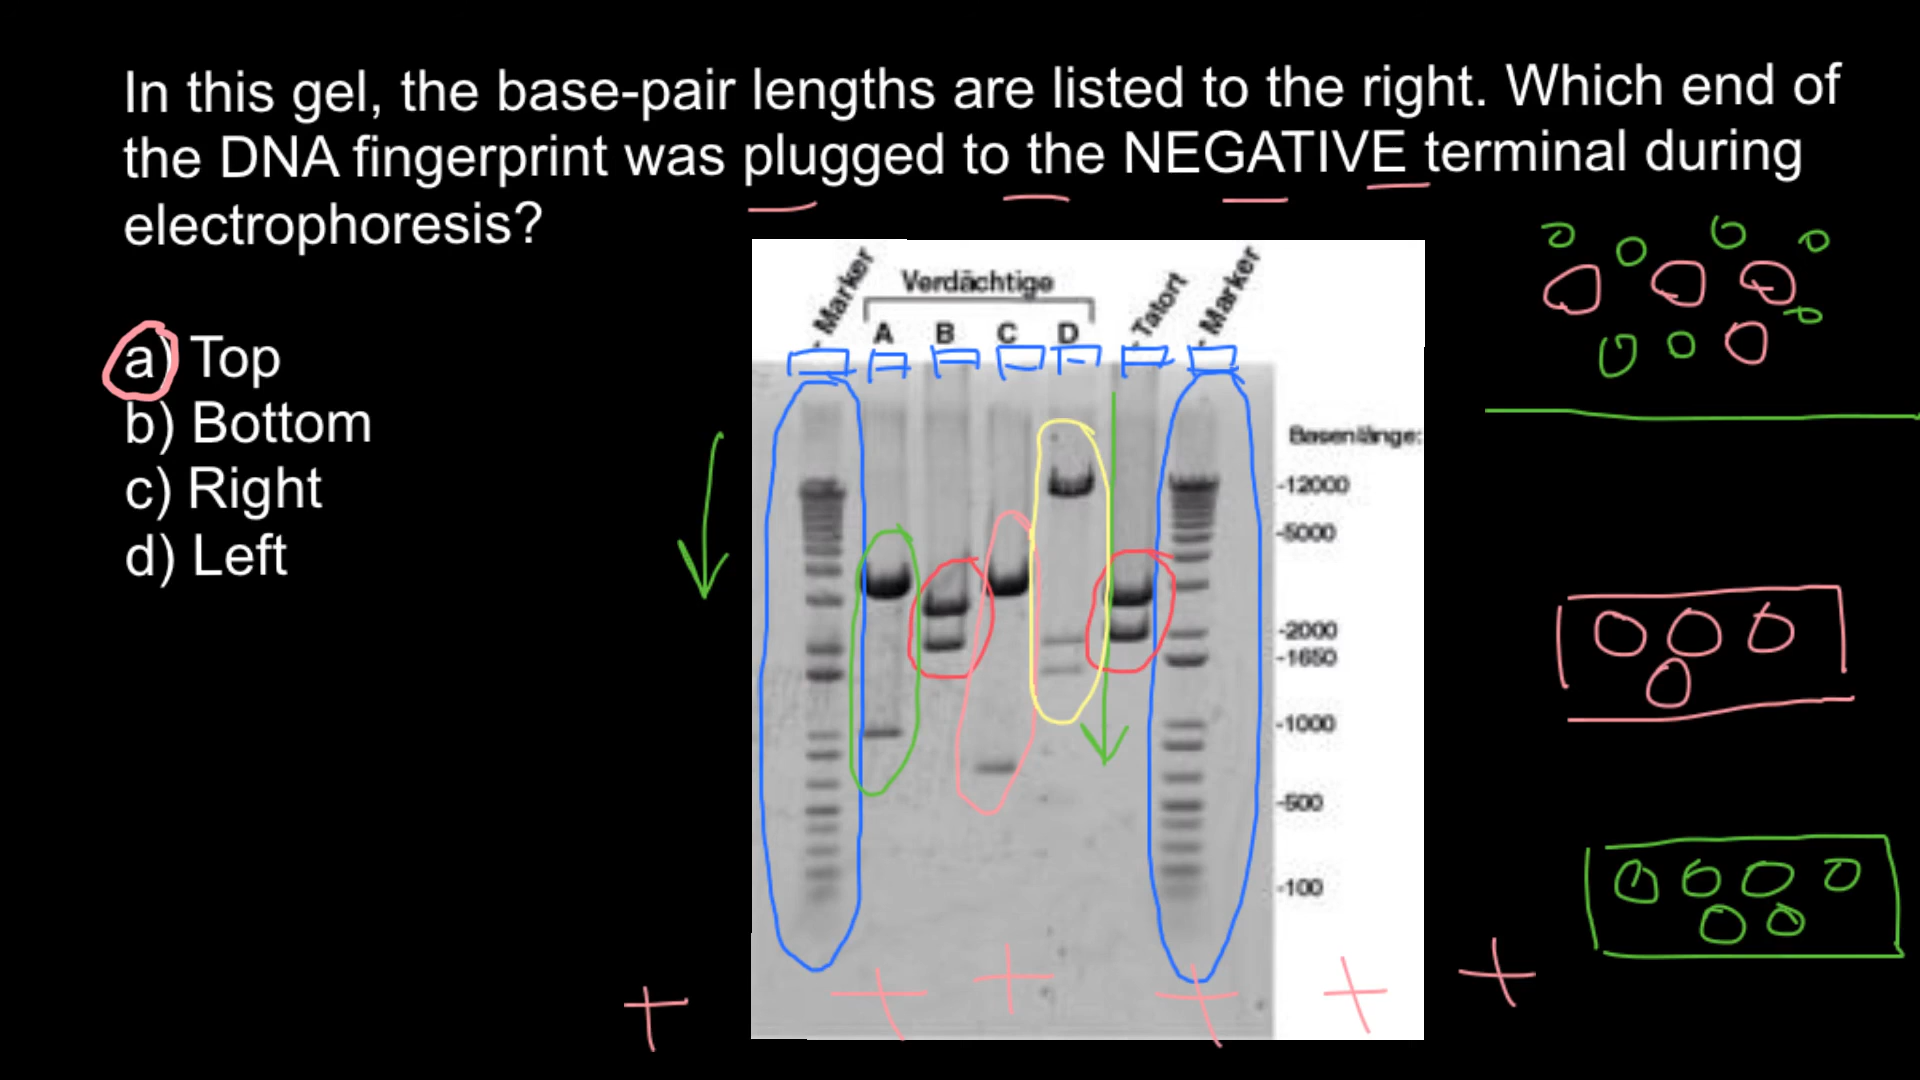 In this gel, the base-pair lengths are listed to the right. Which end of
the DNA fingerprint was plugged to the NEGATIVE terminal during
electrophoresis?
a) Top
b) Bottom
c) Right
d) Left
- Marker
Verdächtige
A B C D
- Tatort
- Marker
Basenlänge:
-12000
-5000
-2000
-1650
-1000
-500
-100
+ + + + + +